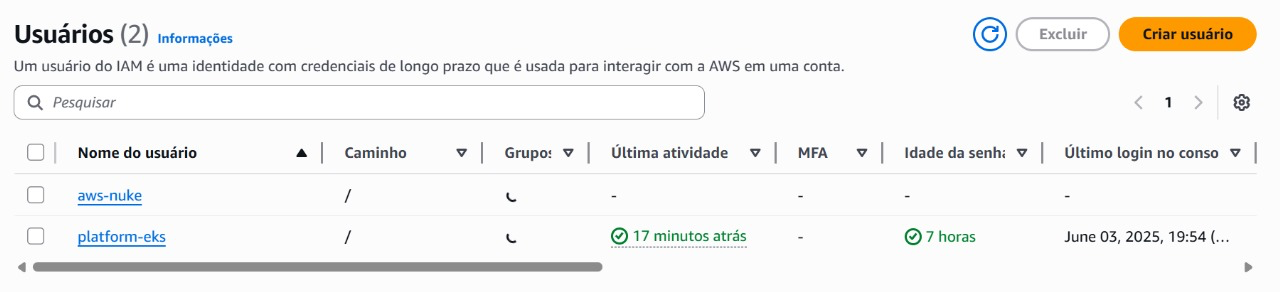 Usuários (2) Informações
Excluir
Criar usuário
Um usuário do IAM é uma identidade com credenciais de longo prazo que é usada para interagir com a AWS em uma conta.
Pesquisar
1
Nome do usuário Caminho Grupos Última atividade MFA Idade da senha Último login no conso
aws-nuke / - - - -
platform-eks / 17 minutos atrás - 7 horas June 03, 2025, 19:54 (...